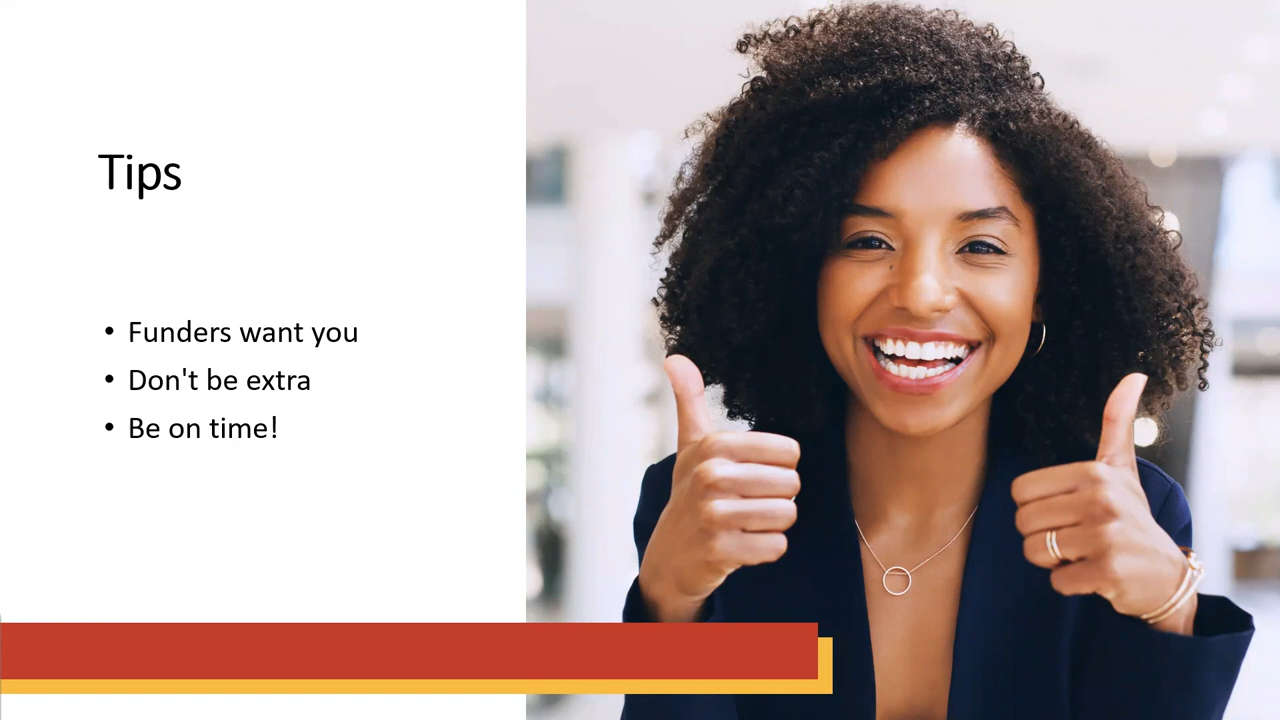 Tips
• Funders want you
• Don't be extra
• Be on time!